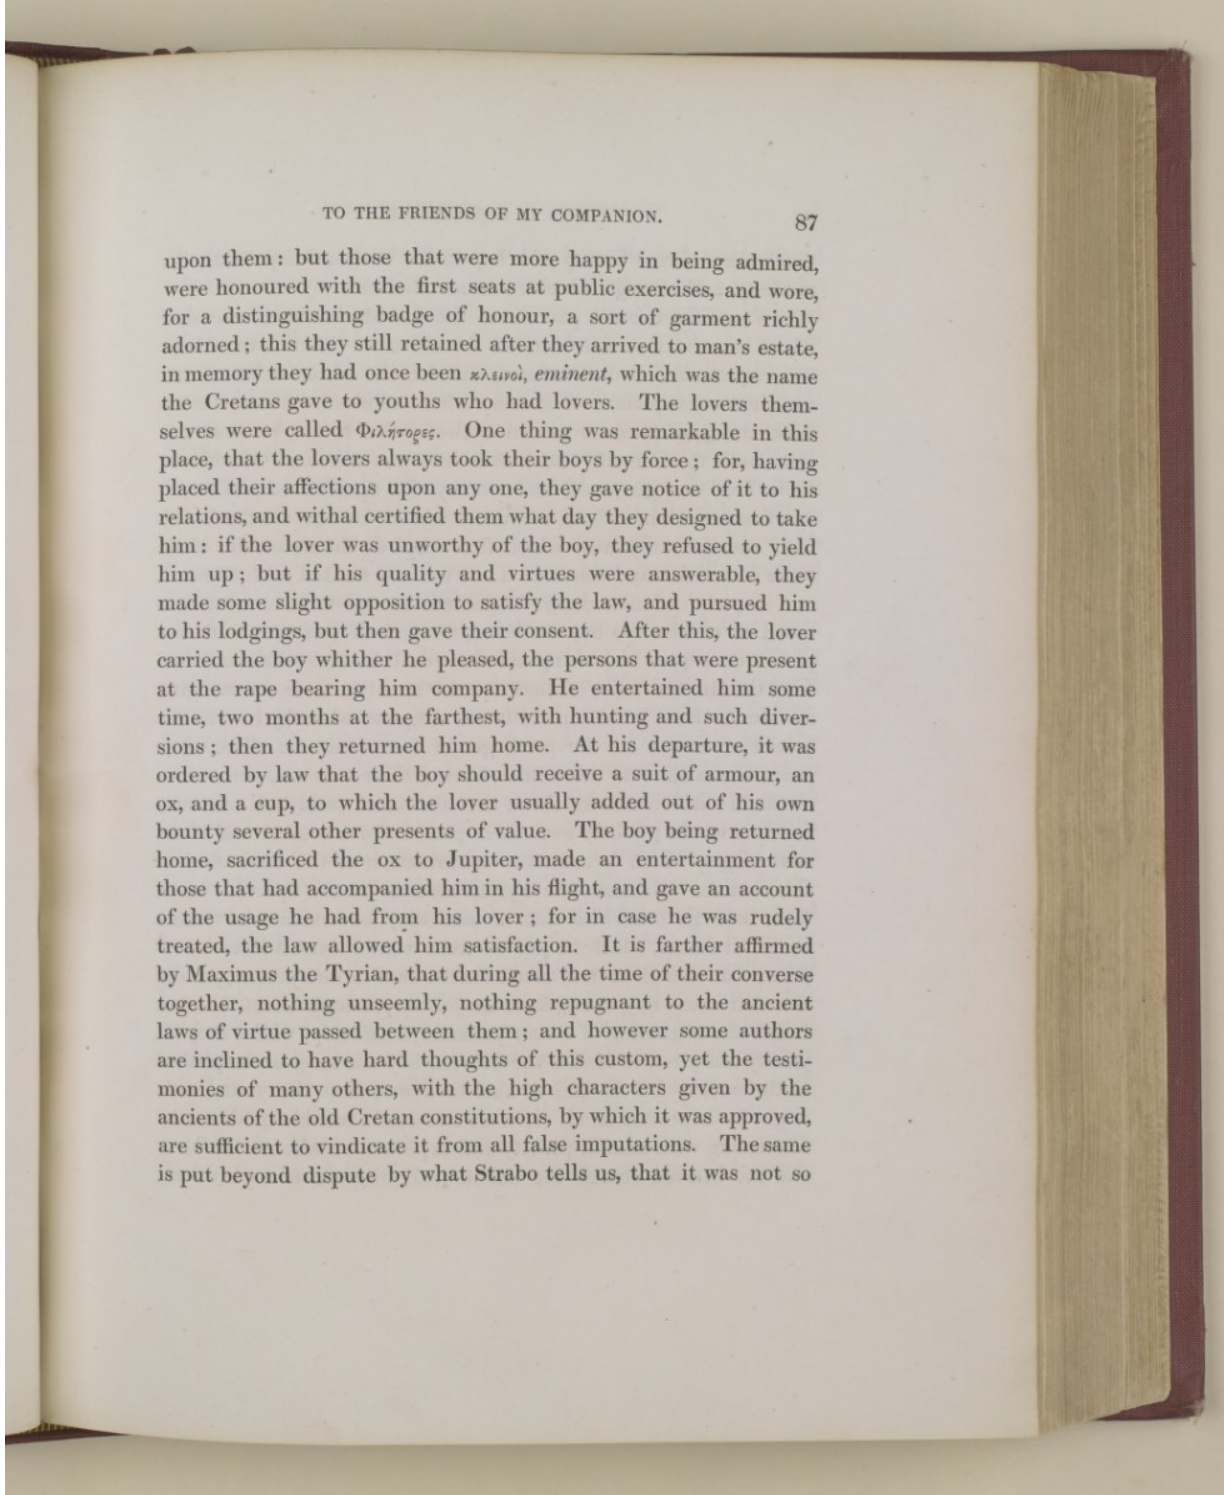 TO THE FRIENDS OF MY COMPANION.
87
upon them: but those that were more happy in being admired,
were honoured with the first seats at public exercises, and wore,
for a distinguishing badge of honour, a sort of garment richly
adorned; this they still retained after they arrived to man's estate,
in memory they had once been κλεινοὶ, eminent, which was the name
the Cretans gave to youths who had lovers. The lovers them-
selves were called Φιλήτορες. One thing was remarkable in this
place, that the lovers always took their boys by force; for, having
placed their affections upon any one, they gave notice of it to his
relations, and withal certified them what day they designed to take
him: if the lover was unworthy of the boy, they refused to yield
him up; but if his quality and virtues were answerable, they
made some slight opposition to satisfy the law, and pursued him
to his lodgings, but then gave their consent. After this, the lover
carried the boy whither he pleased, the persons that were present
at the rape bearing him company. He entertained him some
time, two months at the farthest, with hunting and such diver-
sions; then they returned him home. At his departure, it was
ordered by law that the boy should receive a suit of armour, an
ox, and a cup, to which the lover usually added out of his own
bounty several other presents of value. The boy being returned
home, sacrificed the ox to Jupiter, made an entertainment for
those that had accompanied him in his flight, and gave an account
of the usage he had from his lover; for in case he was rudely
treated, the law allowed him satisfaction. It is farther affirmed
by Maximus the Tyrian, that during all the time of their converse
together, nothing unseemly, nothing repugnant to the ancient
laws of virtue passed between them; and however some authors
are inclined to have hard thoughts of this custom, yet the testi-
monies of many others, with the high characters given by the
ancients of the old Cretan constitutions, by which it was approved,
are sufficient to vindicate it from all false imputations. The same
is put beyond dispute by what Strabo tells us, that it was not so